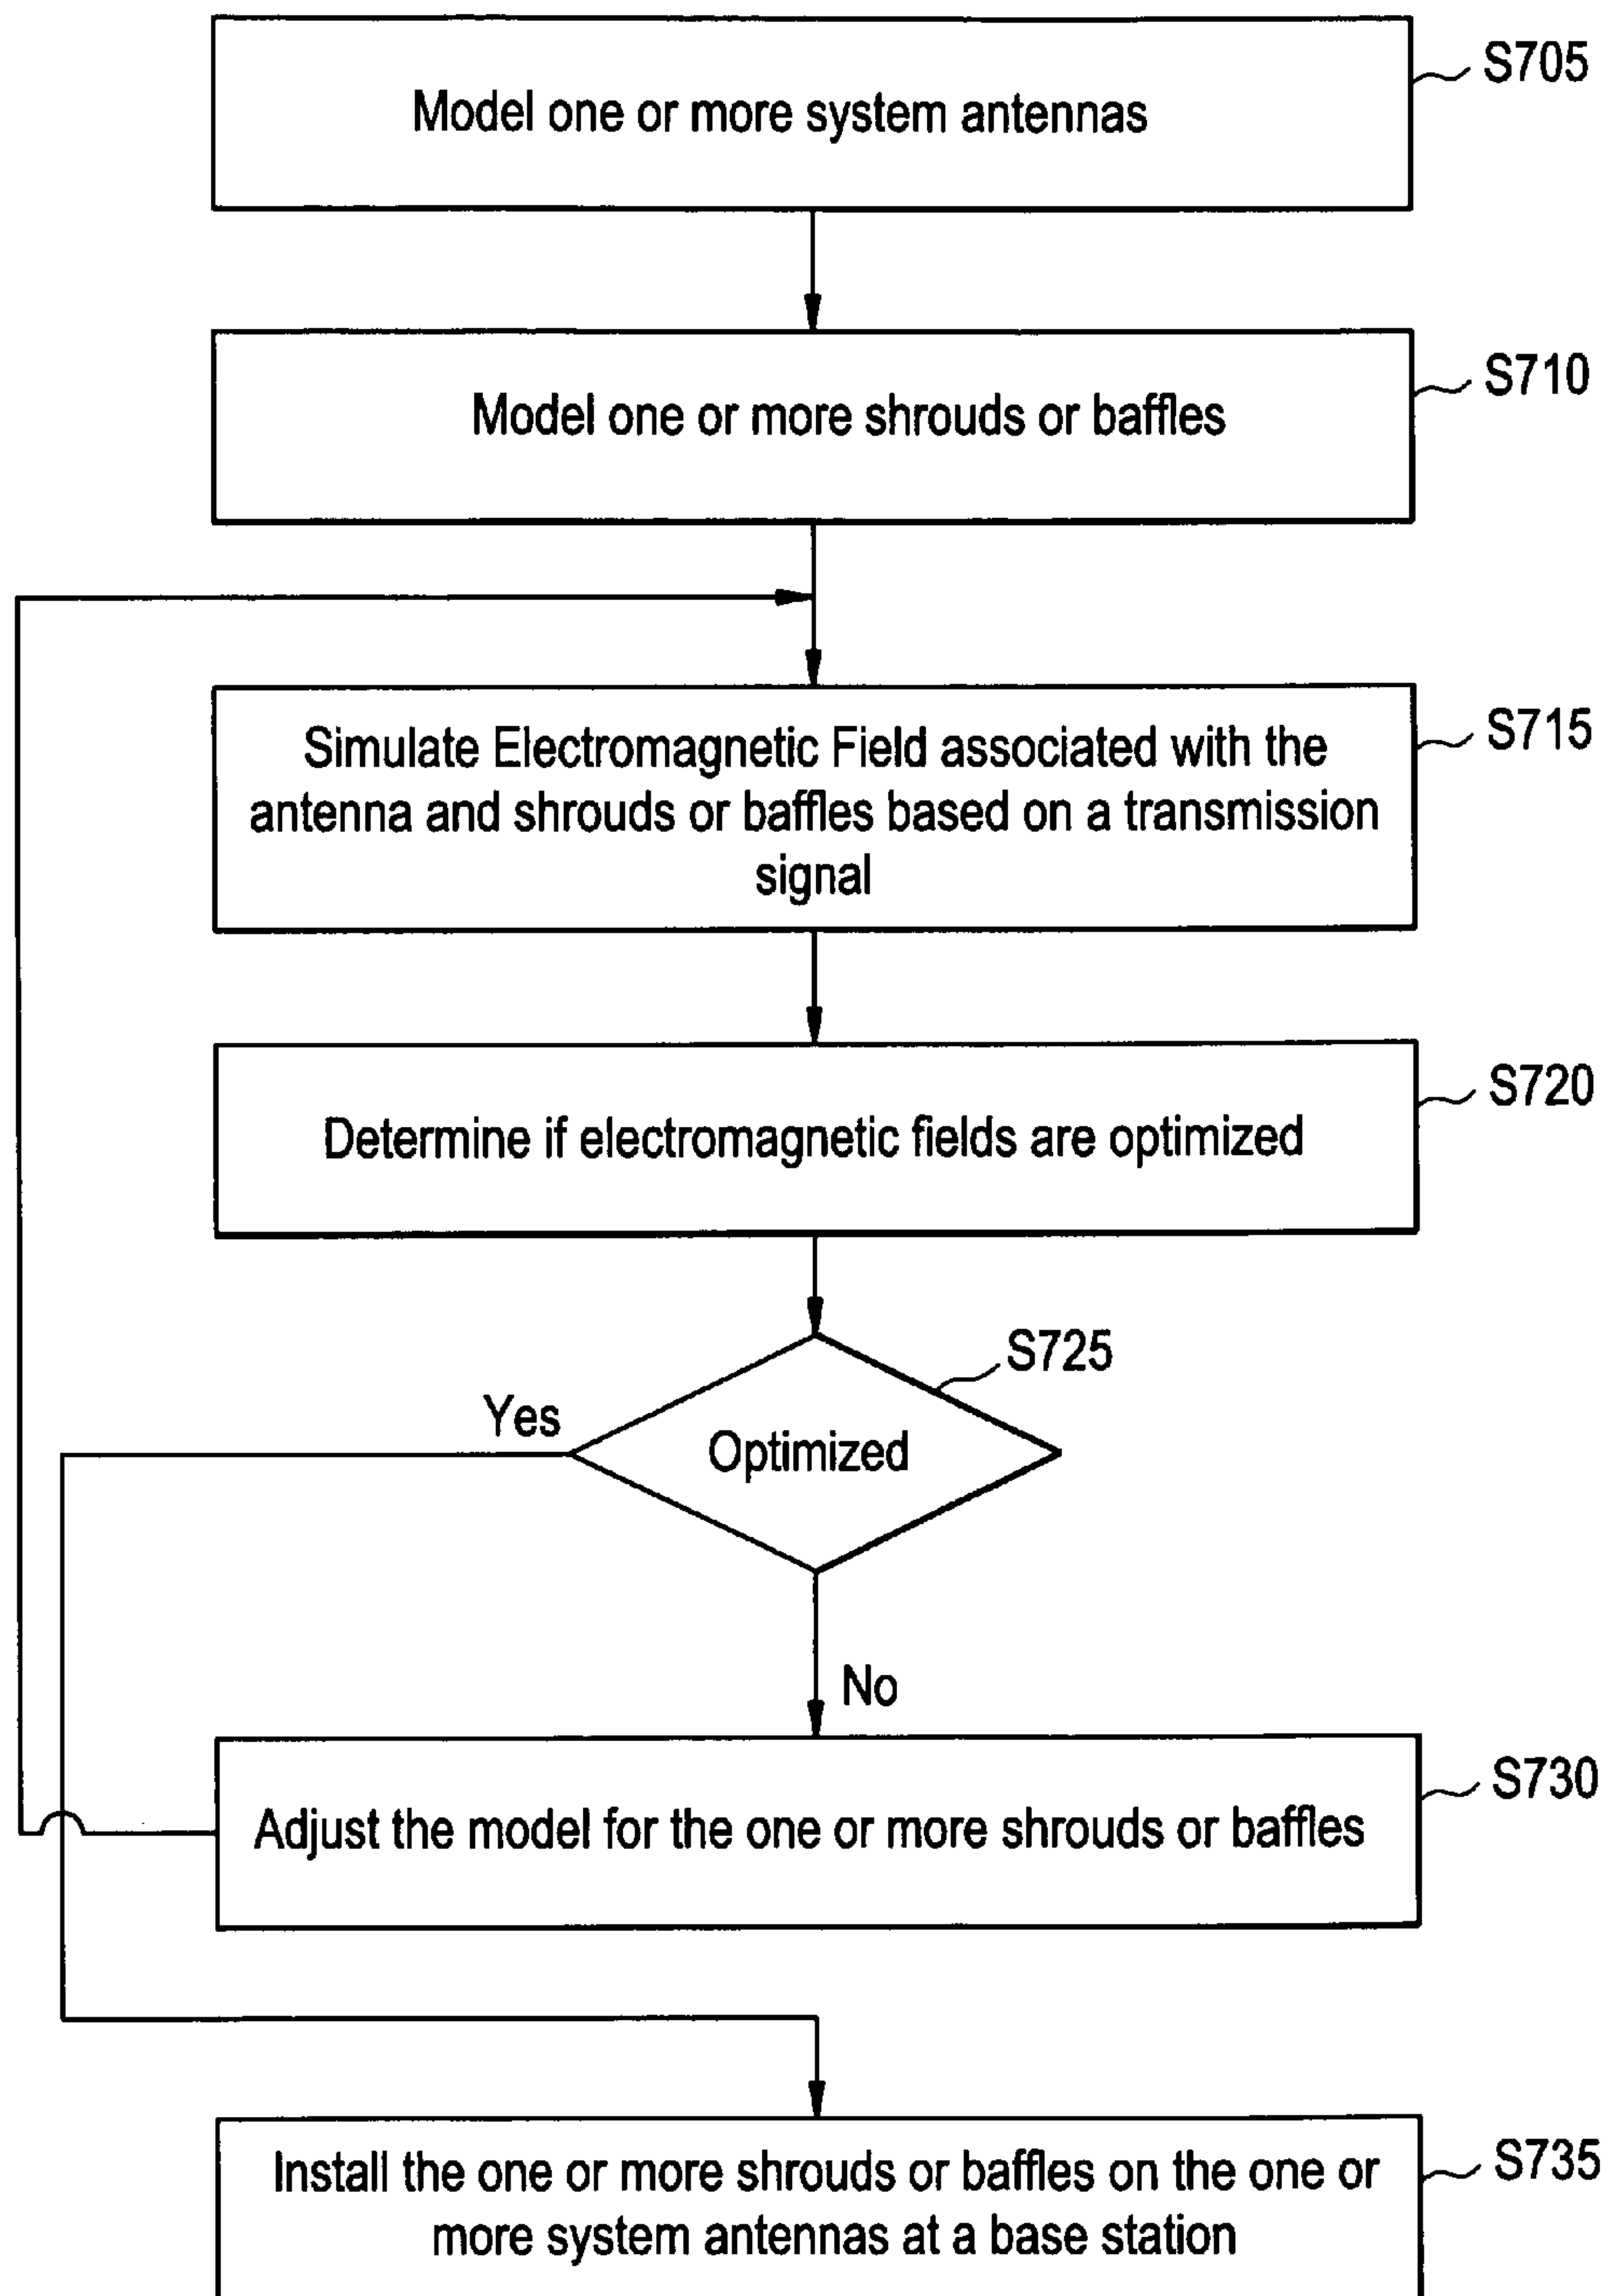 Model one or more system antennas
S705
Model one or more shrouds or baffles
S710
Simulate Electromagnetic Field associated with the
antenna and shrouds or baffles based on a transmission
signal
S715
Determine if electromagnetic fields are optimized
S720
S725
Yes
Optimized
No
Adjust the model for the one or more shrouds or baffles
S730
Install the one or more shrouds or baffles on the one or
more system antennas at a base station
S735